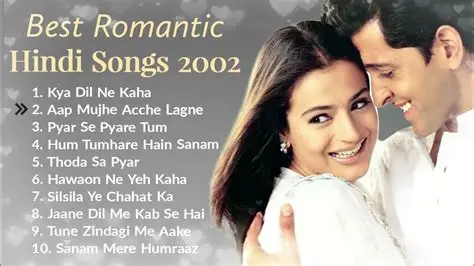 Best Romantic
Hindi Songs 2002
1. Kya Dil Ne Kaha
2. Aap Mujhe Acche Lagne
3. Pyar Se Pyare Tum
4. Hum Tumhare Hain Sanam
5. Thoda Sa Pyar
6. Hawaon Ne Yeh Kaha
7. Silsila Ye Chahat Ka
8. Jaane Dil Me Kab Se Hai
9. Tune Zindagi Me Aake
10. Sanam Mere Humraaz